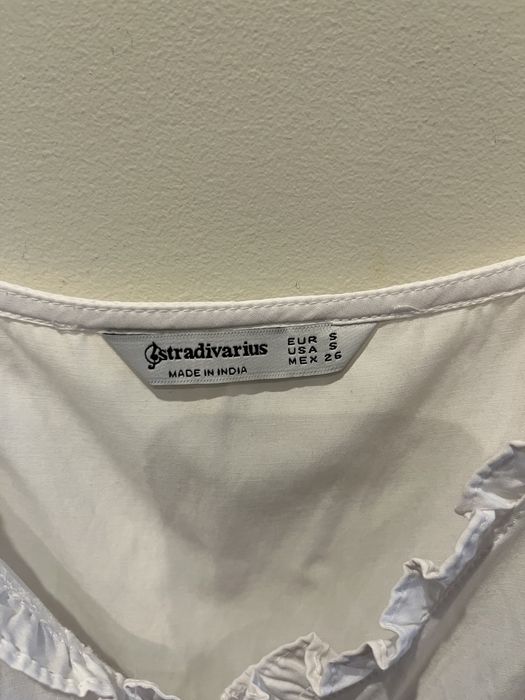 stradivarius
MADE IN INDIA
EUR S
USA S
MEX 26